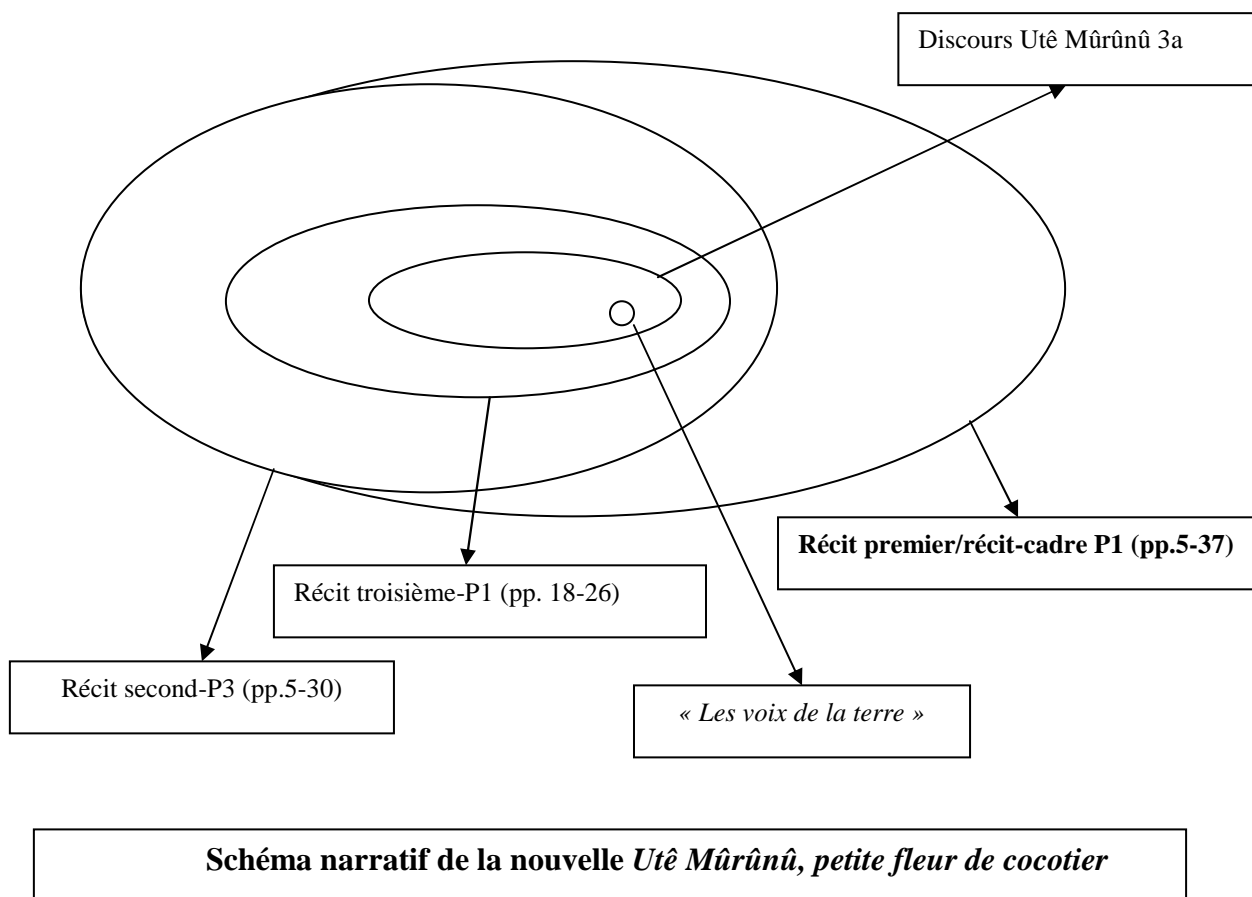 Discours Utê Mûrûnû 3a
Récit premier/récit-cadre P1 (pp.5-37)
Récit troisième-P1 (pp. 18-26)
Récit second-P3 (pp.5-30)
« Les voix de la terre »
Schéma narratif de la nouvelle Utê Mûrûnû, petite fleur de cocotier